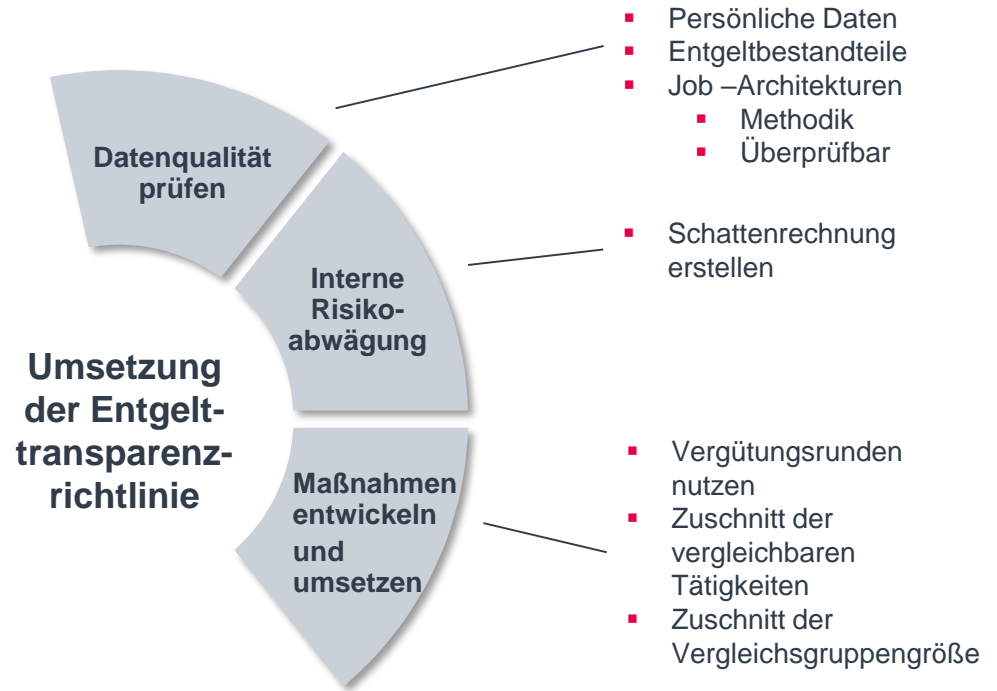 Umsetzung
der Entgelt-
transparenz-
richtlinie
Datenqualität
prüfen
Persönliche Daten
Entgeltbestandteile
Job –Architekturen
Methodik
Überprüfbar
Interne
Risiko-
abwägung
Schattenrechnung
erstellen
Maßnahmen
entwickeln
und
umsetzen
Vergütungsrunden
nutzen
Zuschnitt der
vergleichbaren
Tätigkeiten
Zuschnitt der
Vergleichsgruppengröße